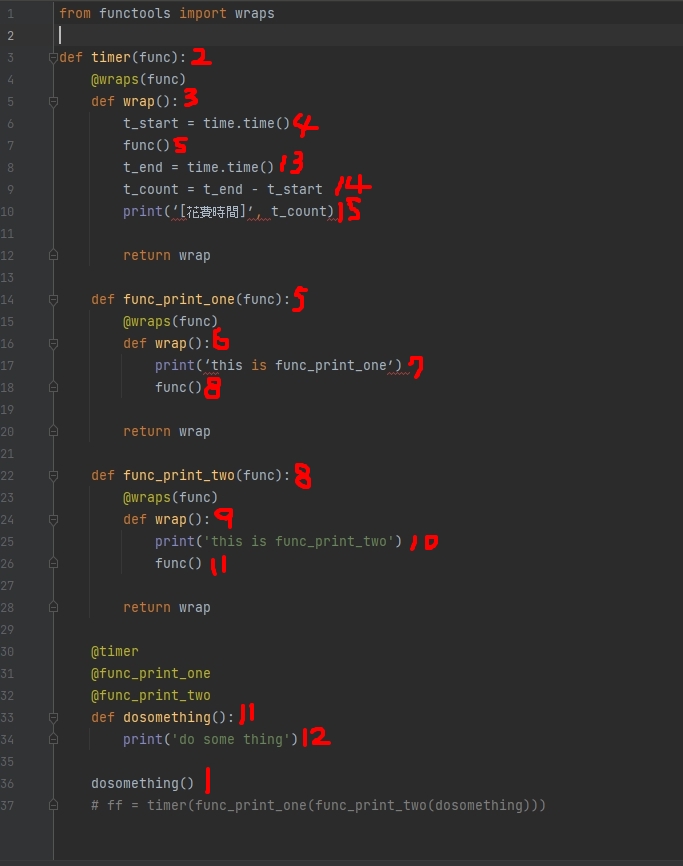 1 from functools import wraps
2
3 def timer(func): 2
4 @wraps(func)
5 def wrap(): 3
6 t_start = time.time() 4
7 func() 5
8 t_end = time.time() 13
9 t_count = t_end - t_start 14
10 print(‘[花費時間]’, t_count) 15
11
12 return wrap
13
14 def func_print_one(func): 5
15 @wraps(func)
16 def wrap(): 6
17 print(‘this is func_print_one’) 7
18 func() 8
19
20 return wrap
21
22 def func_print_two(func): 8
23 @wraps(func)
24 def wrap(): 9
25 print('this is func_print_two') 10
26 func() 11
27
28 return wrap
29
30 @timer
31 @func_print_one
32 @func_print_two
33 def dosomething(): 11
34 print('do some thing') 12
35
36 dosomething() 1
37 # ff = timer(func_print_one(func_print_two(dosomething)))